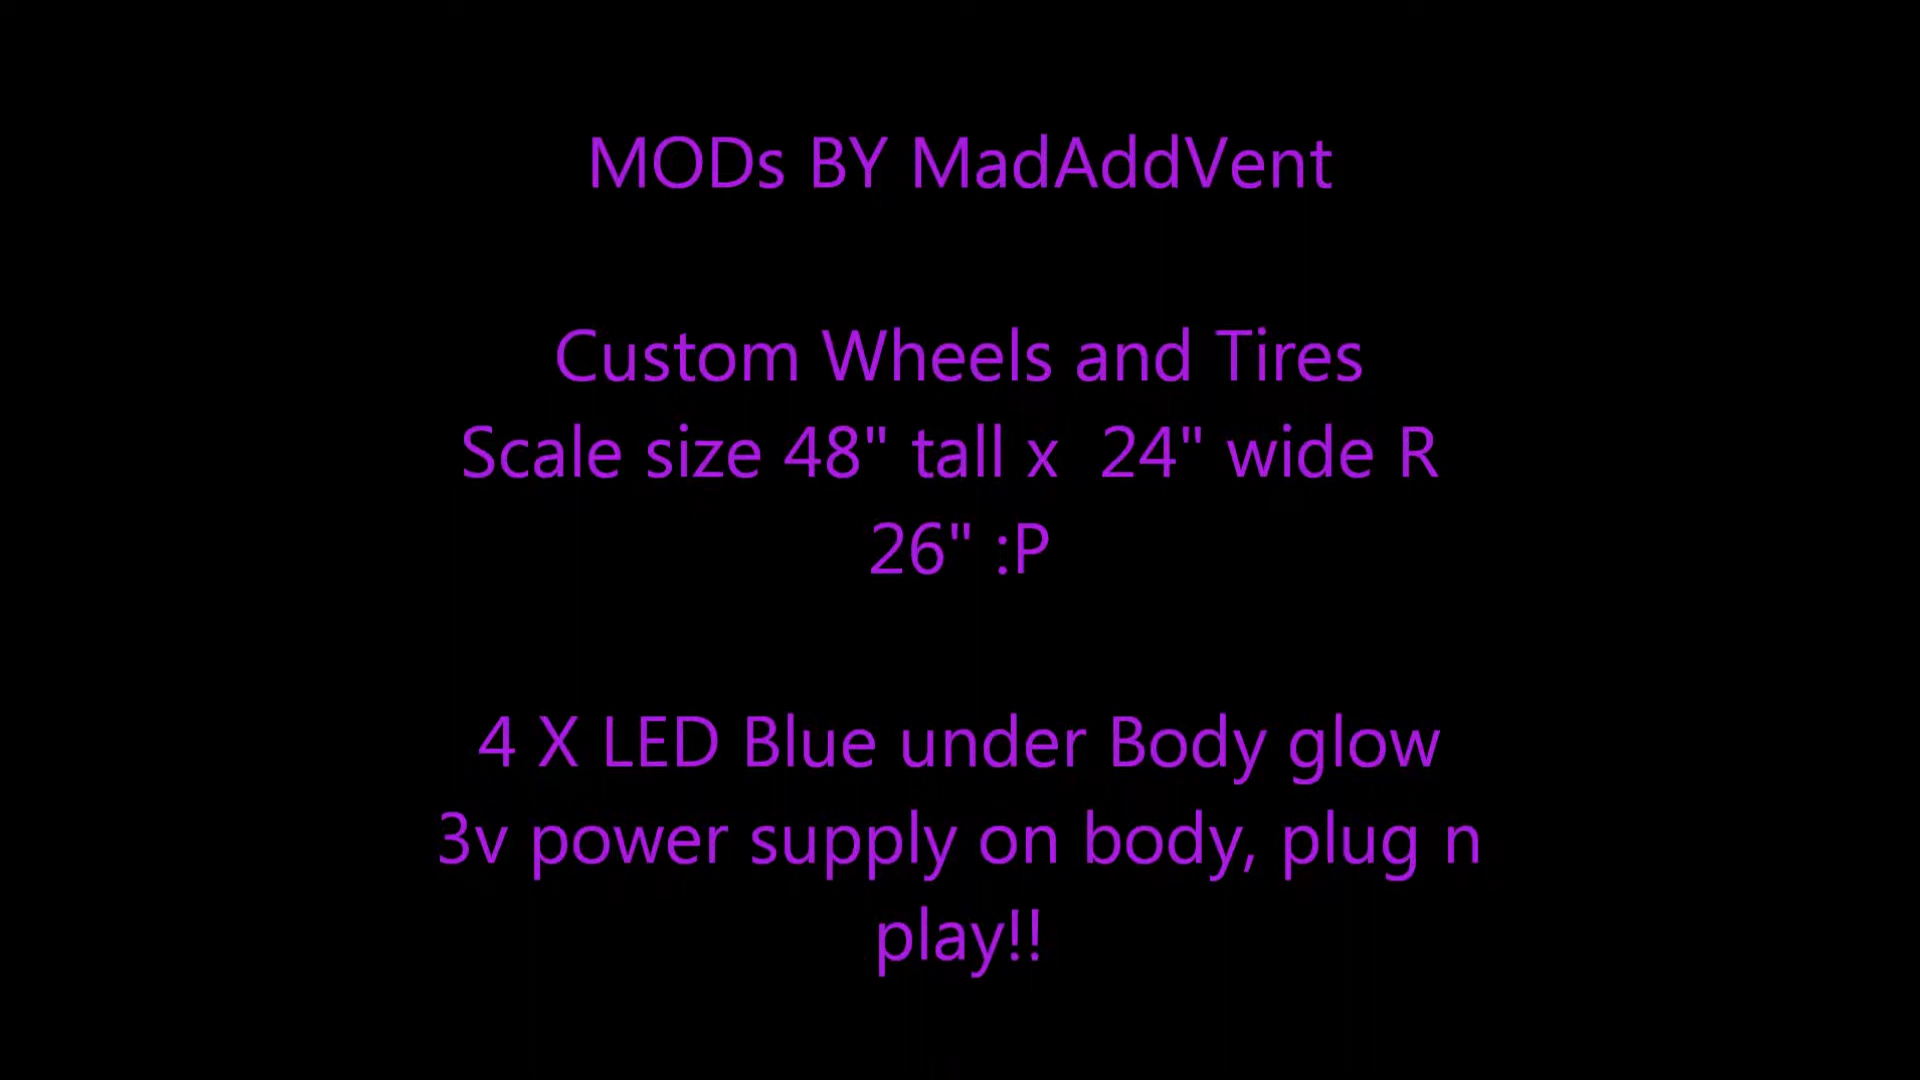 MODs BY MadAddVent
Custom Wheels and Tires
Scale size 48" tall x  24" wide R
26" :P
4 X LED Blue under Body glow
3v power supply on body, plug n
play!!